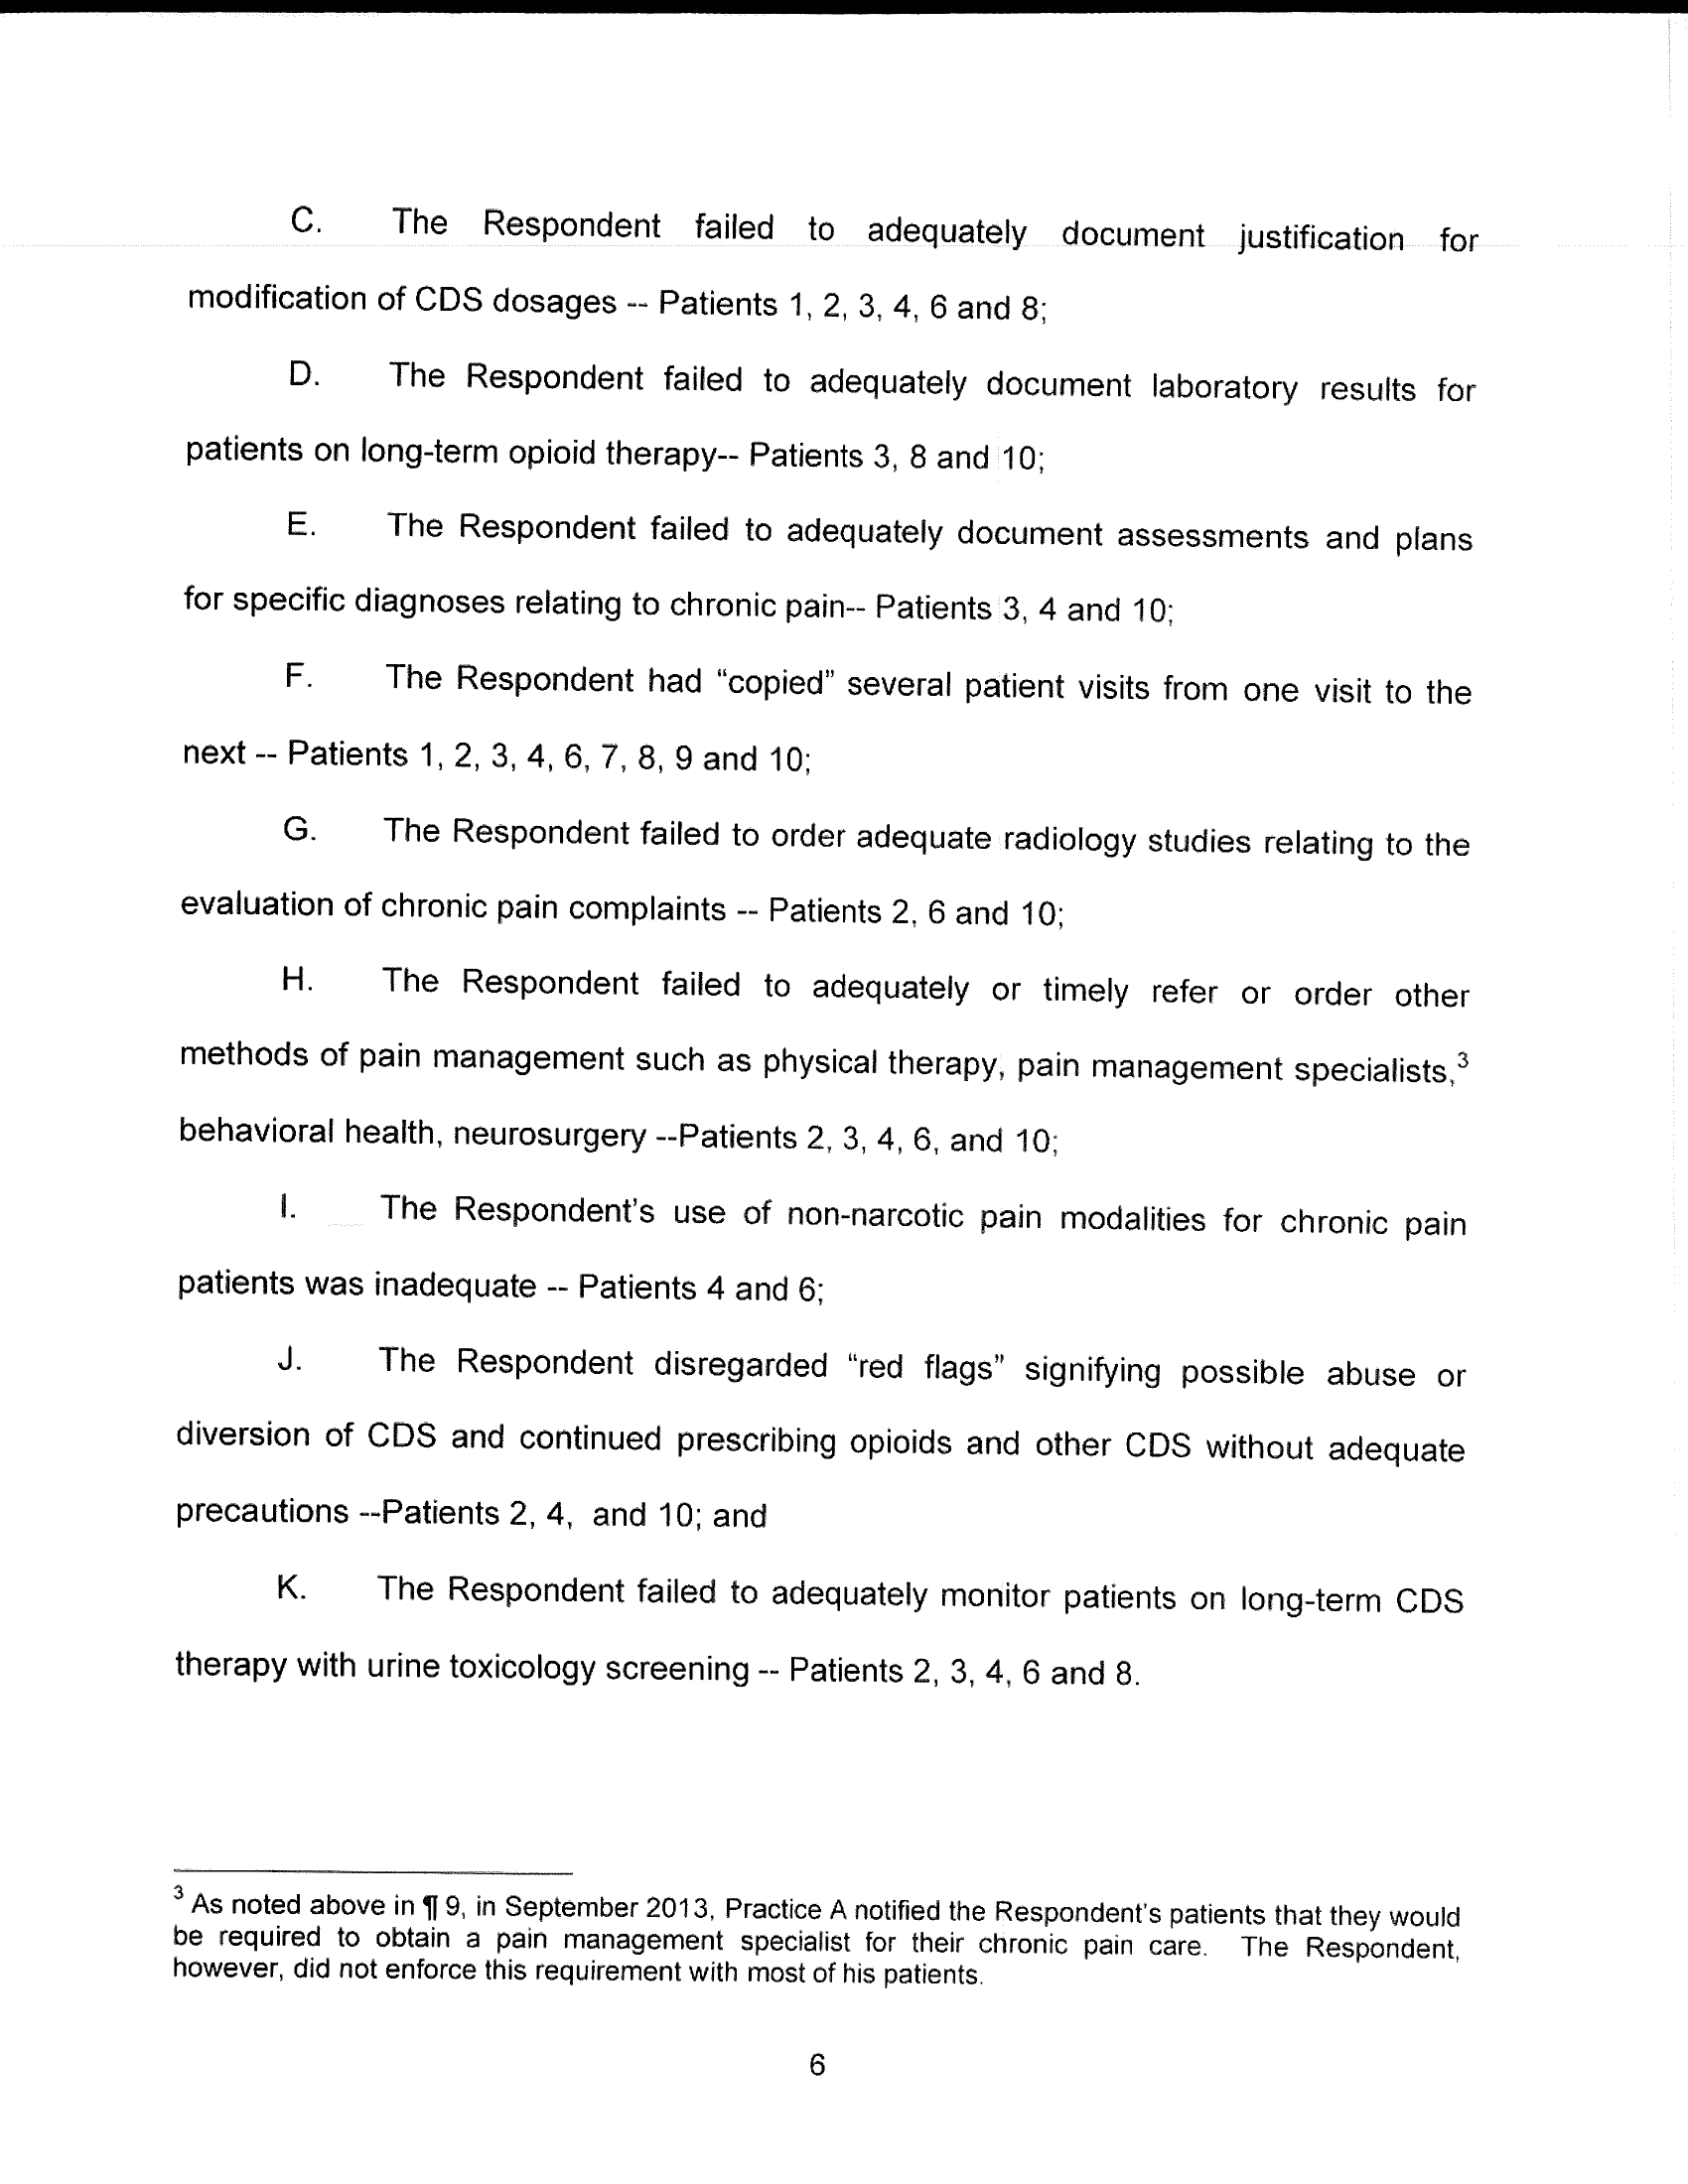 C. The Respondent failed to adequately document justification for
modification of CDS dosages -- Patients 1, 2, 3, 4, 6 and 8;
D. The Respondent failed to adequately document laboratory results for
patients on long-term opioid therapy-- Patients 3, 8 and 10;
E. The Respondent failed to adequately document assessments and plans
for specific diagnoses relating to chronic pain-- Patients 3, 4 and 10;
F. The Respondent had “copied” several patient visits from one visit to the
next -- Patients 1, 2, 3, 4, 6, 7, 8, 9 and 10;
G. The Respondent failed to order adequate radiology studies relating to the
evaluation of chronic pain complaints -- Patients 2, 6 and 10;
H. The Respondent failed to adequately or timely refer or order other
methods of pain management such as physical therapy, pain management specialists,³
behavioral health, neurosurgery --Patients 2, 3, 4, 6, and 10;
I. The Respondent's use of non-narcotic pain modalities for chronic pain
patients was inadequate -- Patients 4 and 6;
J. The Respondent disregarded “red flags” signifying possible abuse or
diversion of CDS and continued prescribing opioids and other CDS without adequate
precautions --Patients 2, 4, and 10; and
K. The Respondent failed to adequately monitor patients on long-term CDS
therapy with urine toxicology screening -- Patients 2, 3, 4, 6 and 8.
³ As noted above in ¶ 9, in September 2013, Practice A notified the Respondent's patients that they would
be required to obtain a pain management specialist for their chronic pain care. The Respondent,
however, did not enforce this requirement with most of his patients.
6